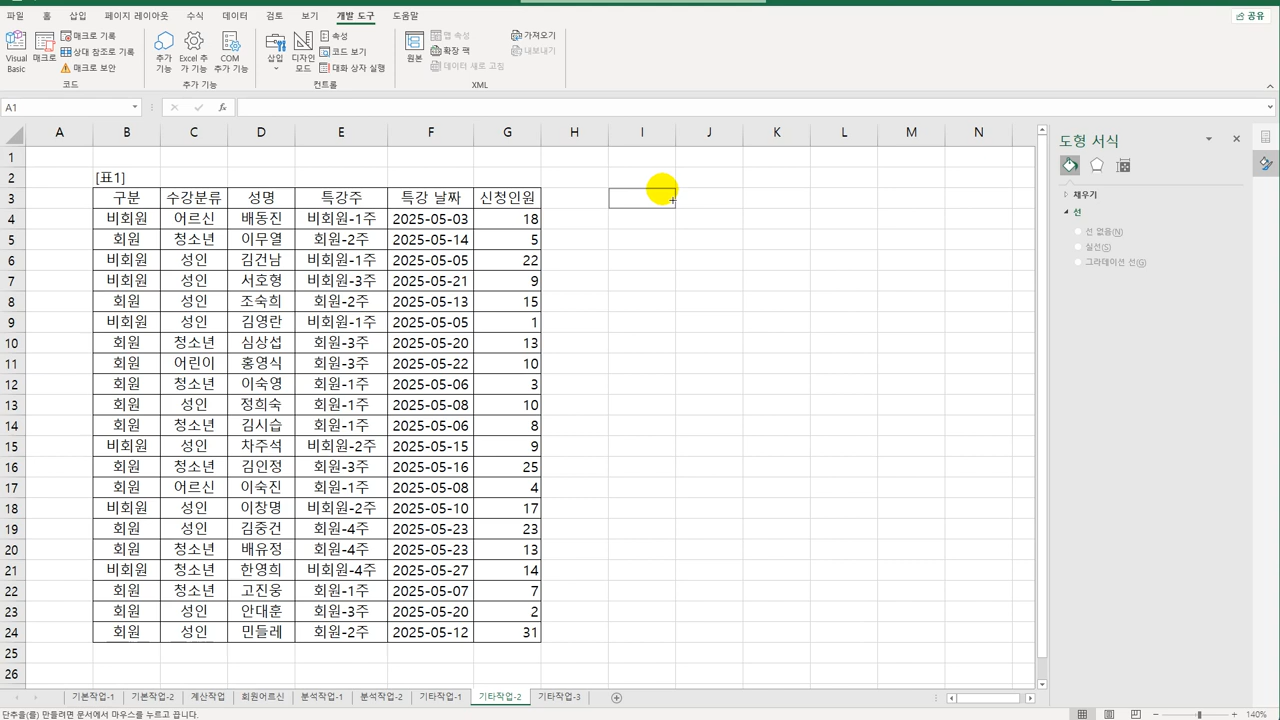 파일 홈 삽입 페이지 레이아웃 수식 데이터 검토 보기 개발 도구 도움말 공유
Visual Basic
매크로
매크로 기록
상대 참조로 기록
매크로 보안
코드
추가 기능
Excel 추가 기능
COM 추가 기능
추가 기능
삽입
디자인 모드
속성
코드 보기
대화 상자 실행
컨트롤
원본
맵 속성
확장 팩
데이터 새로 고침
가져오기
내보내기
XML
A1
fx
A B C D E F G H I J K L M N
1
2 [표1]
3 구분 수강분류 성명 특강주 특강 날짜 신청인원
4 비회원 어르신 배동진 비회원-1주 2025-05-03 18
5 회원 청소년 이무열 회원-2주 2025-05-14 5
6 비회원 성인 김건남 비회원-1주 2025-05-05 22
7 비회원 성인 서호형 비회원-3주 2025-05-21 9
8 회원 성인 조숙희 회원-2주 2025-05-13 15
9 비회원 성인 김영란 비회원-1주 2025-05-05 1
10 회원 청소년 심상섭 회원-3주 2025-05-20 13
11 회원 어린이 홍영식 회원-3주 2025-05-22 10
12 회원 청소년 이숙영 회원-1주 2025-05-06 3
13 회원 성인 정희숙 회원-1주 2025-05-08 10
14 회원 청소년 김시습 회원-1주 2025-05-06 8
15 비회원 성인 차주석 비회원-2주 2025-05-15 9
16 회원 청소년 김인정 회원-3주 2025-05-16 25
17 회원 어르신 이숙진 회원-1주 2025-05-08 4
18 비회원 성인 이창명 비회원-2주 2025-05-10 17
19 회원 성인 김중건 회원-4주 2025-05-23 23
20 회원 청소년 배유정 회원-4주 2025-05-23 13
21 비회원 청소년 한영희 비회원-4주 2025-05-27 14
22 회원 청소년 고진웅 회원-1주 2025-05-07 7
23 회원 성인 안대훈 회원-3주 2025-05-20 2
24 회원 성인 민들레 회원-2주 2025-05-12 31
25
26
도형 서식
채우기
선
선 없음(N)
실선(S)
그라데이션 선(G)
기본작업-1 기본작업-2 계산작업 회원어르신 분석작업-1 분석작업-2 기타작업-1 기타작업-2 기타작업-3
단추을(를) 만들려면 문서에서 마우스를 누르고 끕니다.
140%